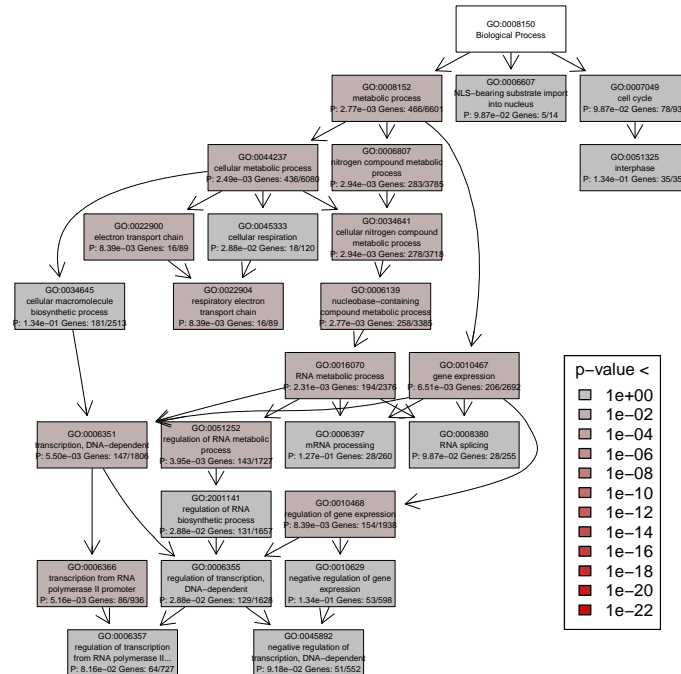 GO:0008150
Biological Process
GO:0008152
metabolic process
P: 2.77e−03 Genes: 466/6601
GO:0006607
NLS−bearing substrate import
into nucleus
P: 9.87e−02 Genes: 5/14
GO:0007049
cell cycle
P: 9.87e−02 Genes: 78/93
GO:0044237
cellular metabolic process
P: 2.49e−03 Genes: 436/6080
GO:0006807
nitrogen compound metabolic
process
P: 2.94e−03 Genes: 283/3785
GO:0051325
interphase
P: 1.34e−01 Genes: 35/35
GO:0022900
electron transport chain
P: 8.39e−03 Genes: 16/89
GO:0045333
cellular respiration
P: 2.88e−02 Genes: 18/120
GO:0034641
cellular nitrogen compound
metabolic process
P: 2.94e−03 Genes: 278/3718
GO:0034645
cellular macromolecule
biosynthetic process
P: 1.34e−01 Genes: 181/2513
GO:0022904
respiratory electron
transport chain
P: 8.39e−03 Genes: 16/89
GO:0006139
nucleobase−containing
compound metabolic process
P: 2.77e−03 Genes: 258/3385
GO:0016070
RNA metabolic process
P: 2.31e−03 Genes: 194/2376
GO:0010467
gene expression
P: 6.51e−03 Genes: 206/2692
GO:0006351
transcription, DNA−dependent
P: 5.50e−03 Genes: 147/1806
GO:0051252
regulation of RNA metabolic
process
P: 3.95e−03 Genes: 143/1727
GO:0006397
mRNA processing
P: 1.27e−01 Genes: 28/260
GO:0008380
RNA splicing
P: 9.87e−02 Genes: 28/255
GO:2001141
regulation of RNA
biosynthetic process
P: 2.88e−02 Genes: 131/1657
GO:0010468
regulation of gene expression
P: 8.39e−03 Genes: 154/1938
GO:0006366
transcription from RNA
polymerase II promoter
P: 5.16e−03 Genes: 86/936
GO:0006355
regulation of transcription,
DNA−dependent
P: 2.88e−02 Genes: 129/1628
GO:0010629
negative regulation of gene
expression
P: 1.34e−01 Genes: 53/598
GO:0006357
regulation of transcription
from RNA polymerase II...
P: 8.16e−02 Genes: 64/727
GO:0045892
negative regulation of
transcription, DNA−dependent
P: 9.18e−02 Genes: 51/552
p−value <
1e+00
1e−02
1e−04
1e−06
1e−08
1e−10
1e−12
1e−14
1e−16
1e−18
1e−20
1e−22